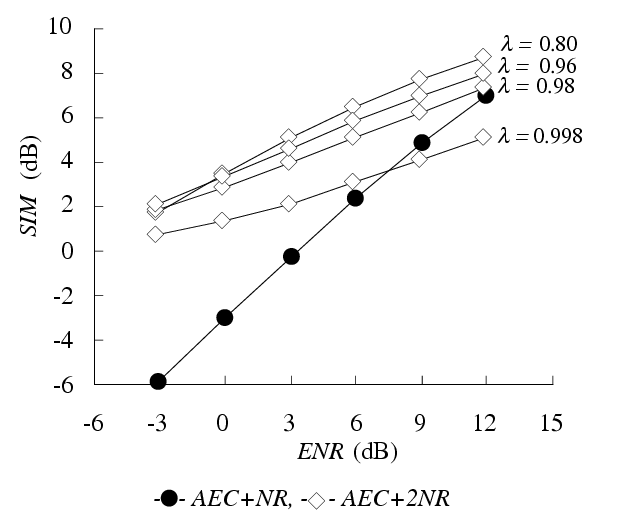 10
8
6
4
2
0
-2
-4
-6
SIM (dB)
λ = 0.80
λ = 0.96
λ = 0.98
λ = 0.998
-6 -3 0 3 6 9 12 15
ENR (dB)
-●- AEC+NR, -◇- AEC+2NR